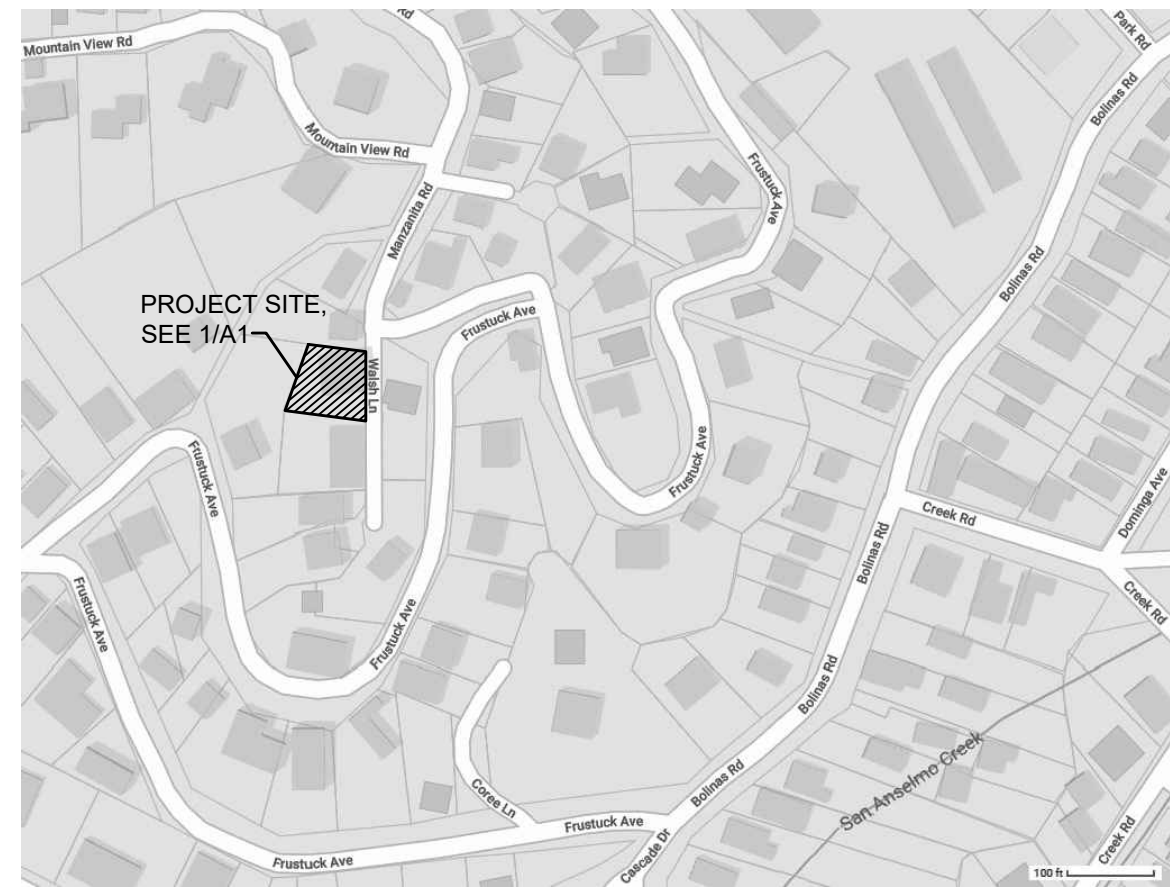 Rd
Park Rd
Mountain View Rd
Bolinas Rd
Mountain View Rd
Frustuck Ave
Manzanita Rd
Bolinas Rd
PROJECT SITE,
SEE 1/A1
Frustuck Ave
Walsh Ln
Frustuck Ave
Frustuck Ave
Creek Rd
Dominga Ave
Bolinas Rd
Creek Rd
Frustuck Ave
Frustuck Ave
Bolinas Rd
San Anselmo Creek
Bolinas Rd
Coree Ln
Frustuck Ave
Creek Rd
Cascade Dr
Frustuck Ave
100 ft